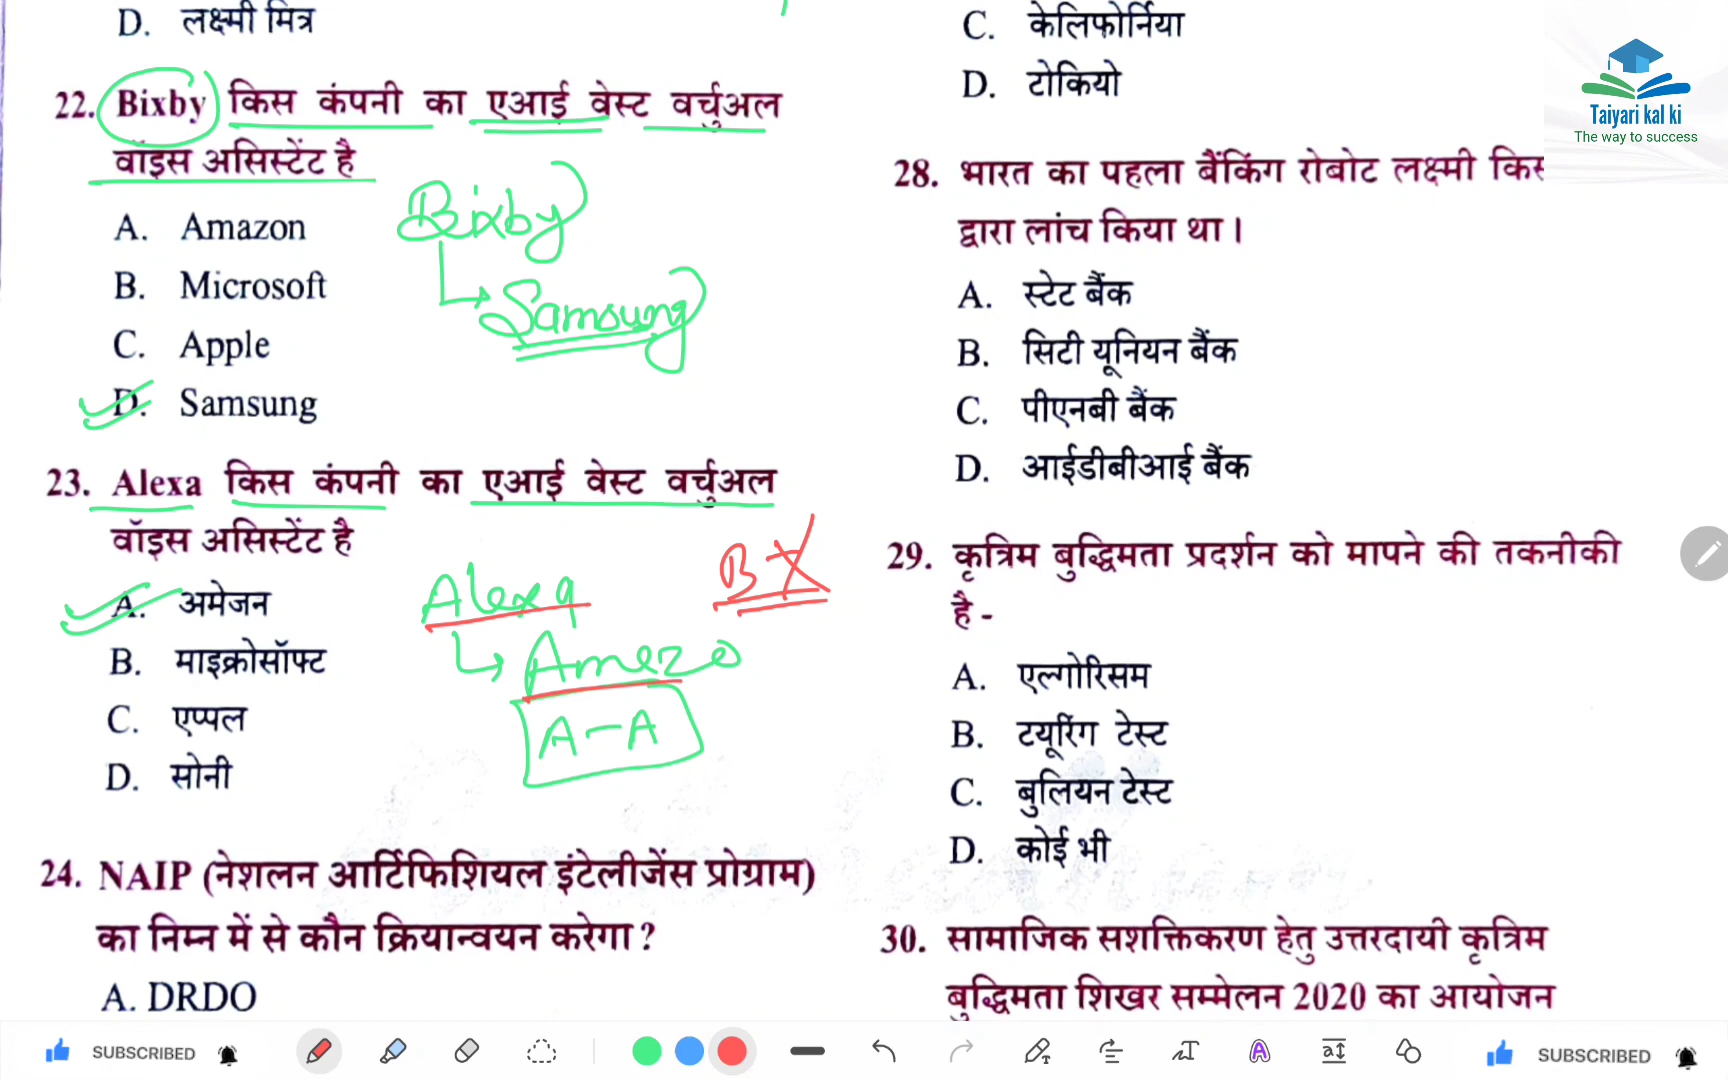 D. लक्ष्मी मित्र
22. Bixby किस कंपनी का एआई वेस्ट वर्चुअल
वॉइस असिस्टेंट है
A. Amazon
B. Microsoft
C. Apple
D. Samsung
Bixby
Samsung
23. Alexa किस कंपनी का एआई वेस्ट वर्चुअल
वॉइस असिस्टेंट है
A. अमेजन
B. माइक्रोसॉफ्ट
C. एप्पल
D. सोनी
Alexa
Amezo
A-A
B X
24. NAIP (नेशलन आर्टिफिशियल इंटेलीजेंस प्रोग्राम)
का निम्न में से कौन क्रियान्वयन करेगा ?
A. DRDO
C. केलिफोर्निया
D. टोकियो
28. भारत का पहला बैंकिंग रोबोट लक्ष्मी
द्वारा लांच किया था।
A. स्टेट बैंक
B. सिटी यूनियन बैंक
C. पीएनबी बैंक
D. आईडीबीआई बैंक
29. कृत्रिम बुद्धिमता प्रदर्शन को मापने की तकनीकी
है -
A. एल्गोरिसम
B. टयूरिंग टेस्ट
C. बुलियन टेस्ट
D. कोई भी
30. सामाजिक सशक्तिकरण हेतु उत्तरदायी कृत्रिम
बुद्धिमता शिखर सम्मेलन 2020 का आयोजन
Taiyari kal ki
The way to success
SUBSCRIBED
SUBSCRIBED